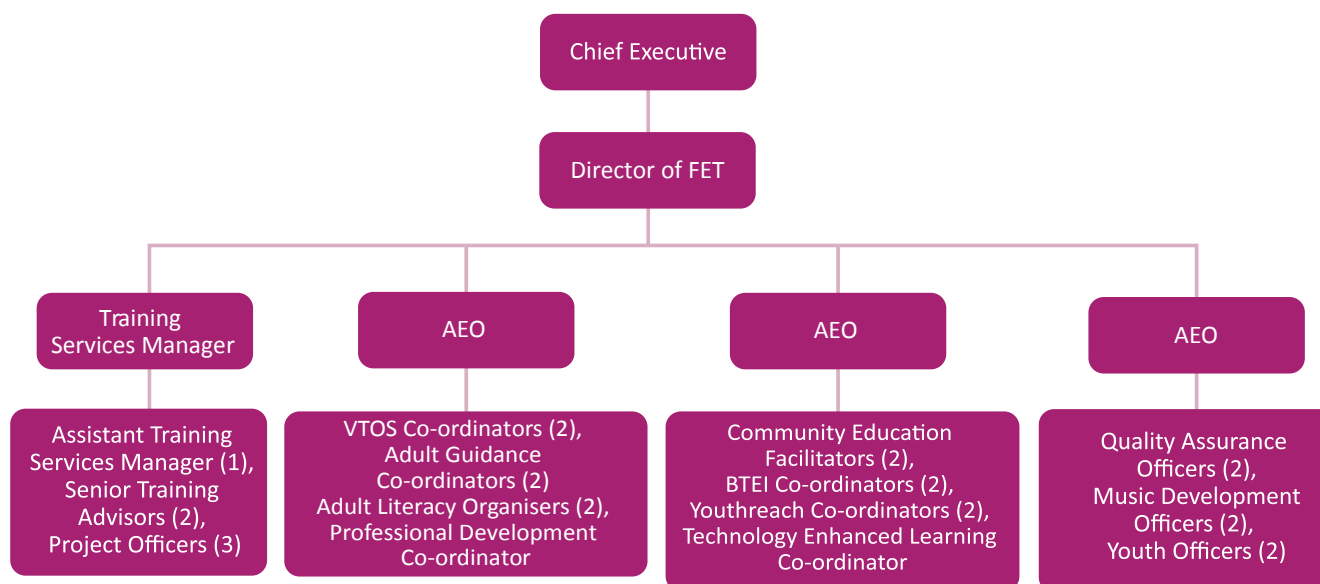 Chief Executive
Director of FET
Training
Services Manager
AEO
AEO
AEO
Assistant Training
Services Manager (1),
Senior Training
Advisors (2),
Project Officers (3)
VTOS Co-ordinators (2),
Adult Guidance
Co-ordinators (2)
Adult Literacy Organisers (2),
Professional Development
Co-ordinator
Community Education
Facilitators (2),
BTEI Co-ordinators (2),
Youthreach Co-ordinators (2),
Technology Enhanced Learning
Co-ordinator
Quality Assurance
Officers (2),
Music Development
Officers (2),
Youth Officers (2)